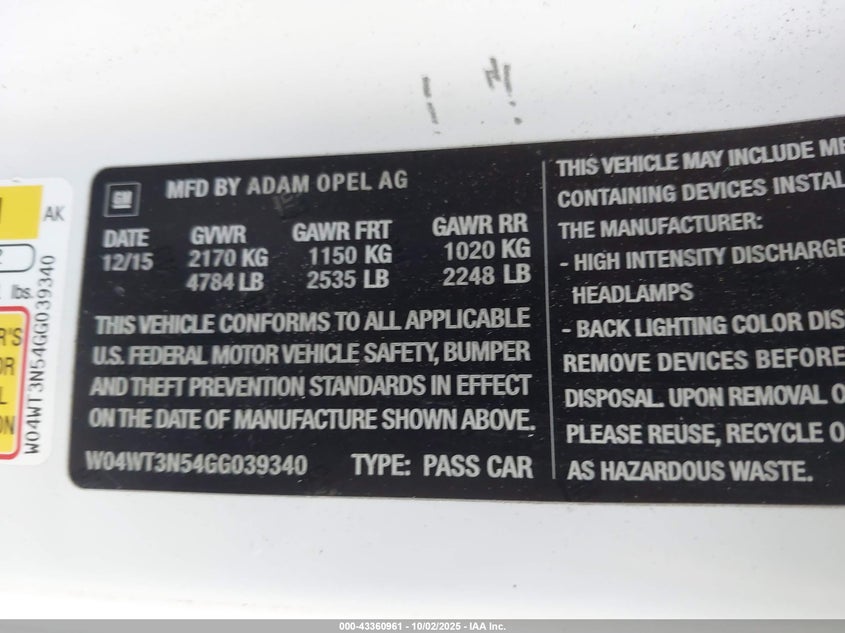 GM
MFD BY ADAM OPEL AG
DATE GVWR GAWR FRT GAWR RR
12/15 2170 KG 1150 KG 1020 KG
4784 LB 2535 LB 2248 LB
THIS VEHICLE CONFORMS TO ALL APPLICABLE
U.S. FEDERAL MOTOR VEHICLE SAFETY, BUMPER
AND THEFT PREVENTION STANDARDS IN EFFECT
ON THE DATE OF MANUFACTURE SHOWN ABOVE.
W04WT3N54GG039340 TYPE: PASS CAR
THIS VEHICLE MAY INCLUDE ME
CONTAINING DEVICES INSTAL
THE MANUFACTURER:
- HIGH INTENSITY DISCHARGE
HEADLAMPS
- BACK LIGHTING COLOR DIS
REMOVE DEVICES BEFORE
DISPOSAL. UPON REMOVAL O
PLEASE REUSE, RECYCLE O
AS HAZARDOUS WASTE.
AK
lbs.
R'S
OR
L
ON
W04WT3N54GG039340
000-43360961 - 10/02/2025 - IAA Inc.